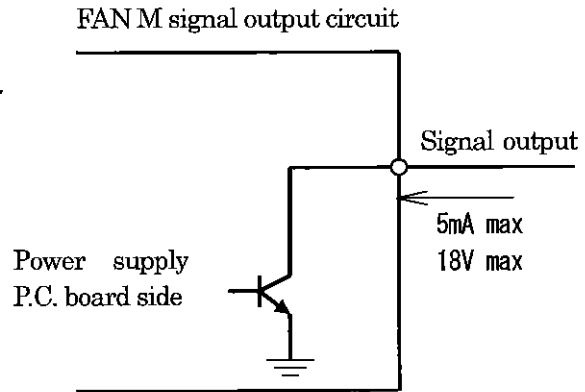 FAN M signal output circuit
Signal output
5mA max
18V max
Power supply
P.C. board side